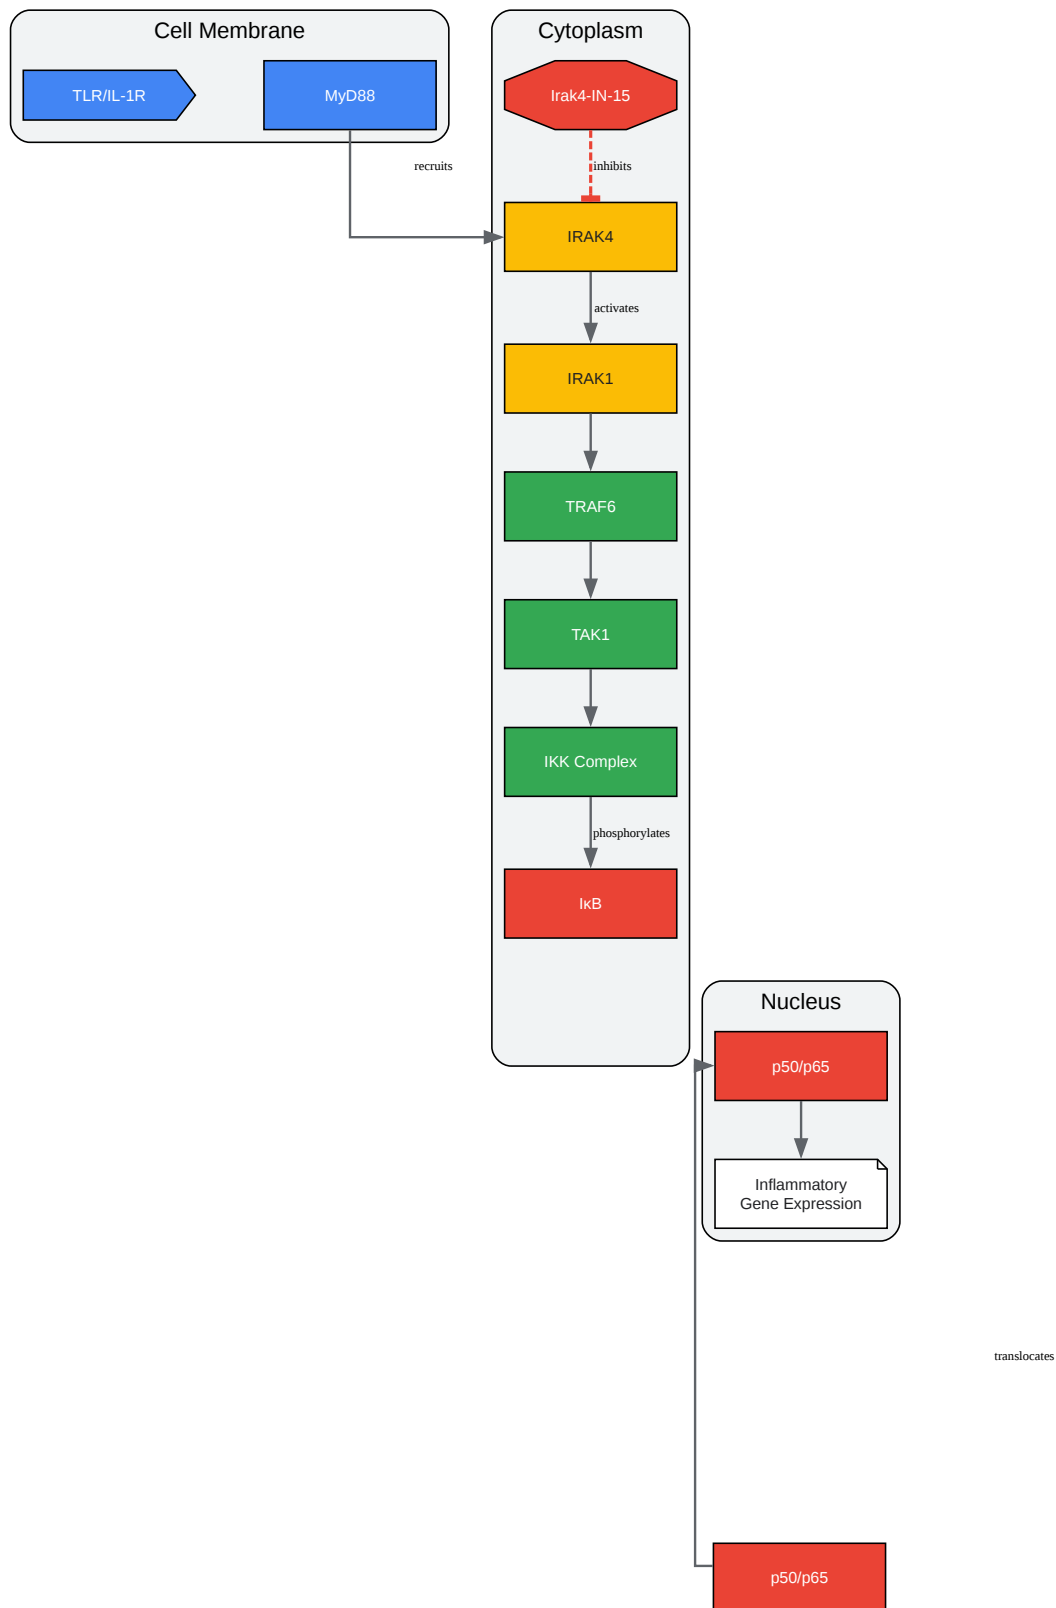 Cell Membrane
TLR/IL-1R
MyD88
recruits
Cytoplasm
Irak4-IN-15
inhibits
IRAK4
activates
IRAK1
TRAF6
TAK1
IKK Complex
phosphorylates
IκB
Nucleus
p50/p65
Inflammatory
Gene Expression
translocates
p50/p65